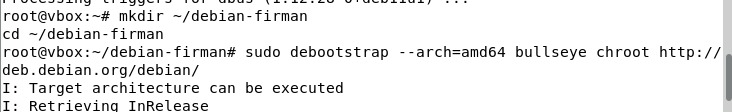 Processing triggers for dbus (1.12.28-0+deb11u1) ...
root@vbox:~# mkdir ~/debian-firman
cd ~/debian-firman
root@vbox:~/debian-firman# sudo debootstrap --arch=amd64 bullseye chroot http://
deb.debian.org/debian/
I: Target architecture can be executed
I: Retrieving InRelease